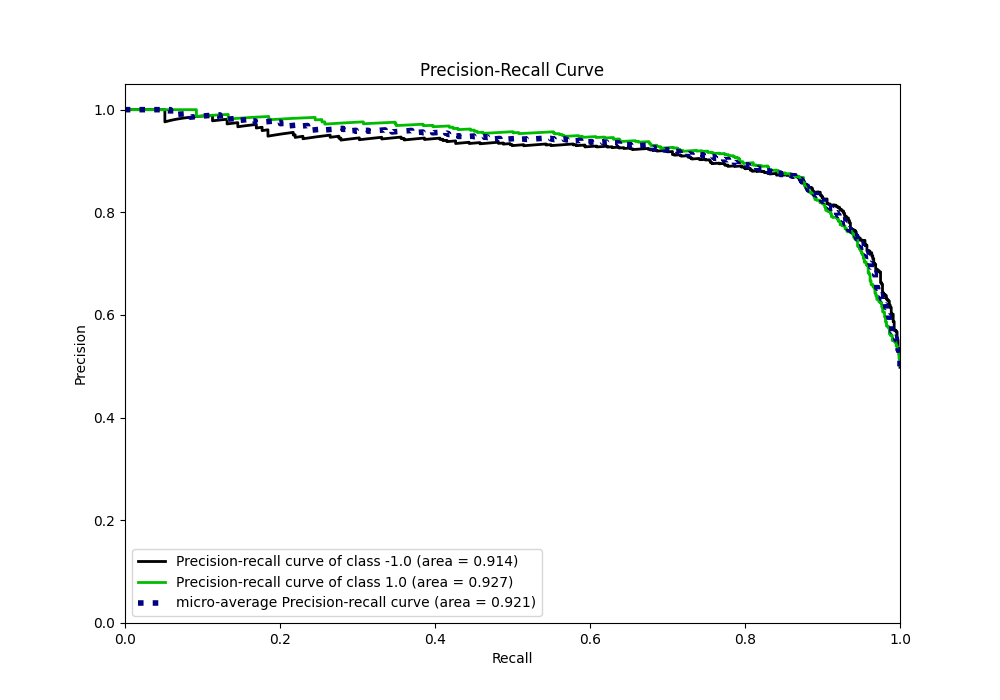 Precision-Recall Curve
1.0
0.8
0.6
0.4
0.2
0.0
Precision
Precision-recall curve of class -1.0 (area = 0.914)
Precision-recall curve of class 1.0 (area = 0.927)
micro-average Precision-recall curve (area = 0.921)
0.0 0.2 0.4 0.6 0.8 1.0
Recall